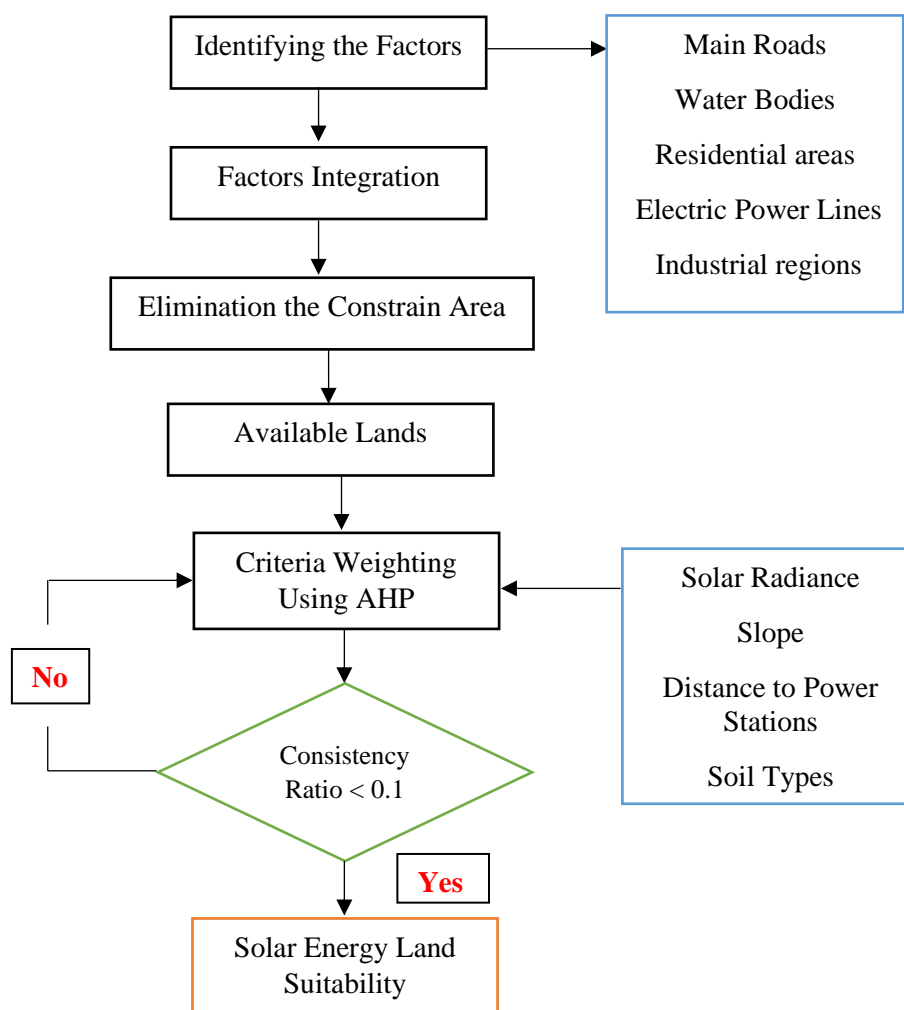 Identifying the Factors
Main Roads
Water Bodies
Residential areas
Electric Power Lines
Industrial regions
Factors Integration
Elimination the Constrain Area
Available Lands
Criteria Weighting
Using AHP
Solar Radiance
Slope
Distance to Power
Stations
Soil Types
No
Consistency
Ratio < 0.1
Yes
Solar Energy Land
Suitability